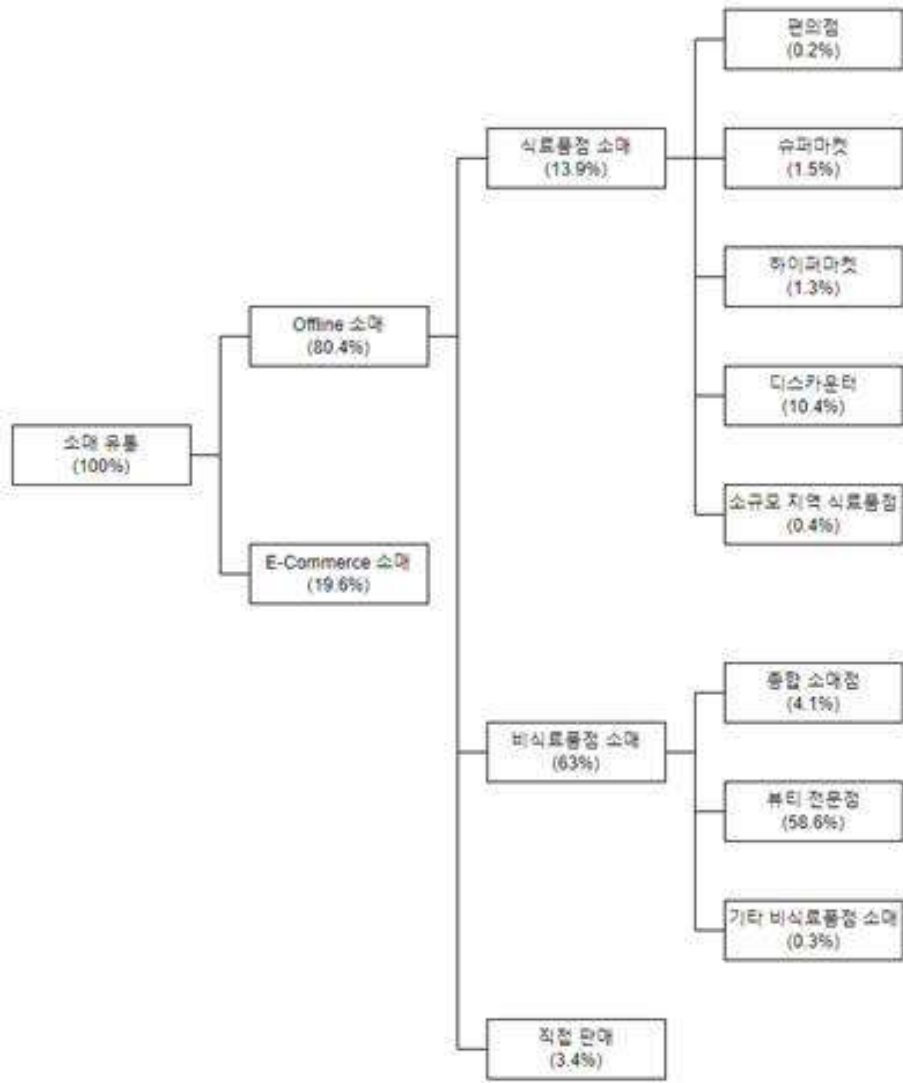 소매 유통
(100%)
Offline 소매
(80.4%)
E-Commerce 소매
(19.6%)
식료품점 소매
(13.9%)
비식료품점 소매
(63%)
직접 판매
(3.4%)
편의점
(0.2%)
슈퍼마켓
(1.5%)
하이퍼마켓
(1.3%)
디스카운터
(10.4%)
소규모 지역 식료품점
(0.4%)
종합 소매점
(4.1%)
뷰티 전문점
(58.6%)
기타 비식료품점 소매
(0.3%)